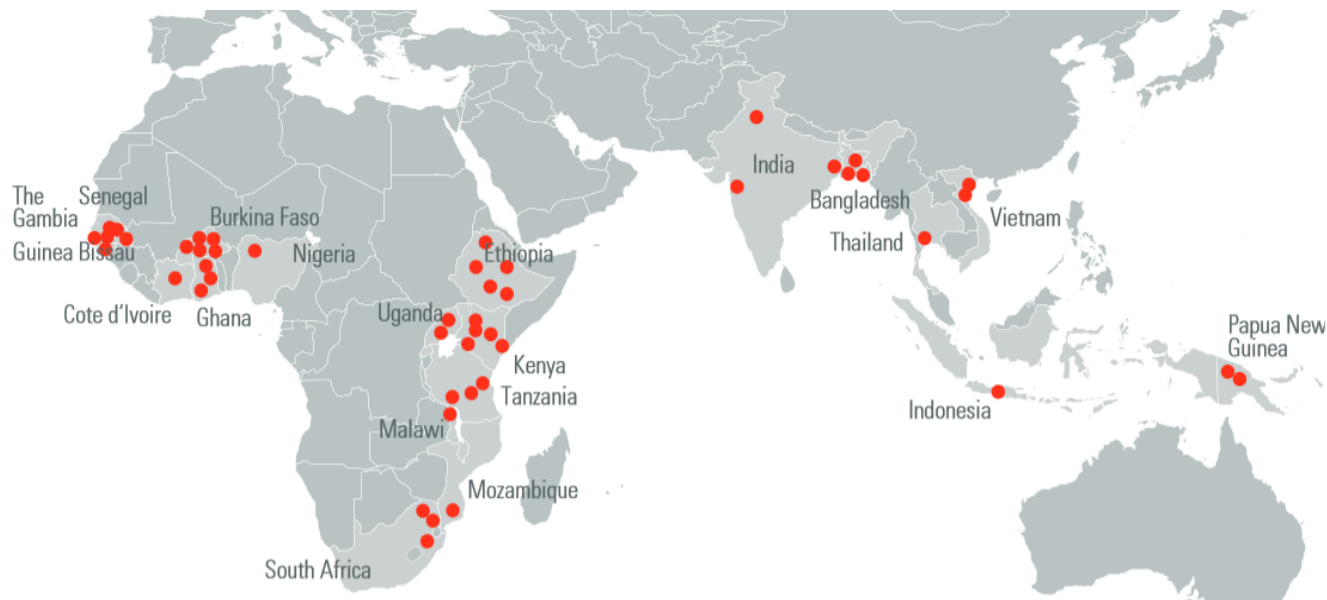 The
Gambia
Senegal
Guinea Bissau
Burkina Faso
Nigeria
Cote d'Ivoire
Ghana
Ethiopia
Uganda
Kenya
Tanzania
Malawi
Mozambique
South Africa
India
Bangladesh
Thailand
Vietnam
Indonesia
Papua New
Guinea